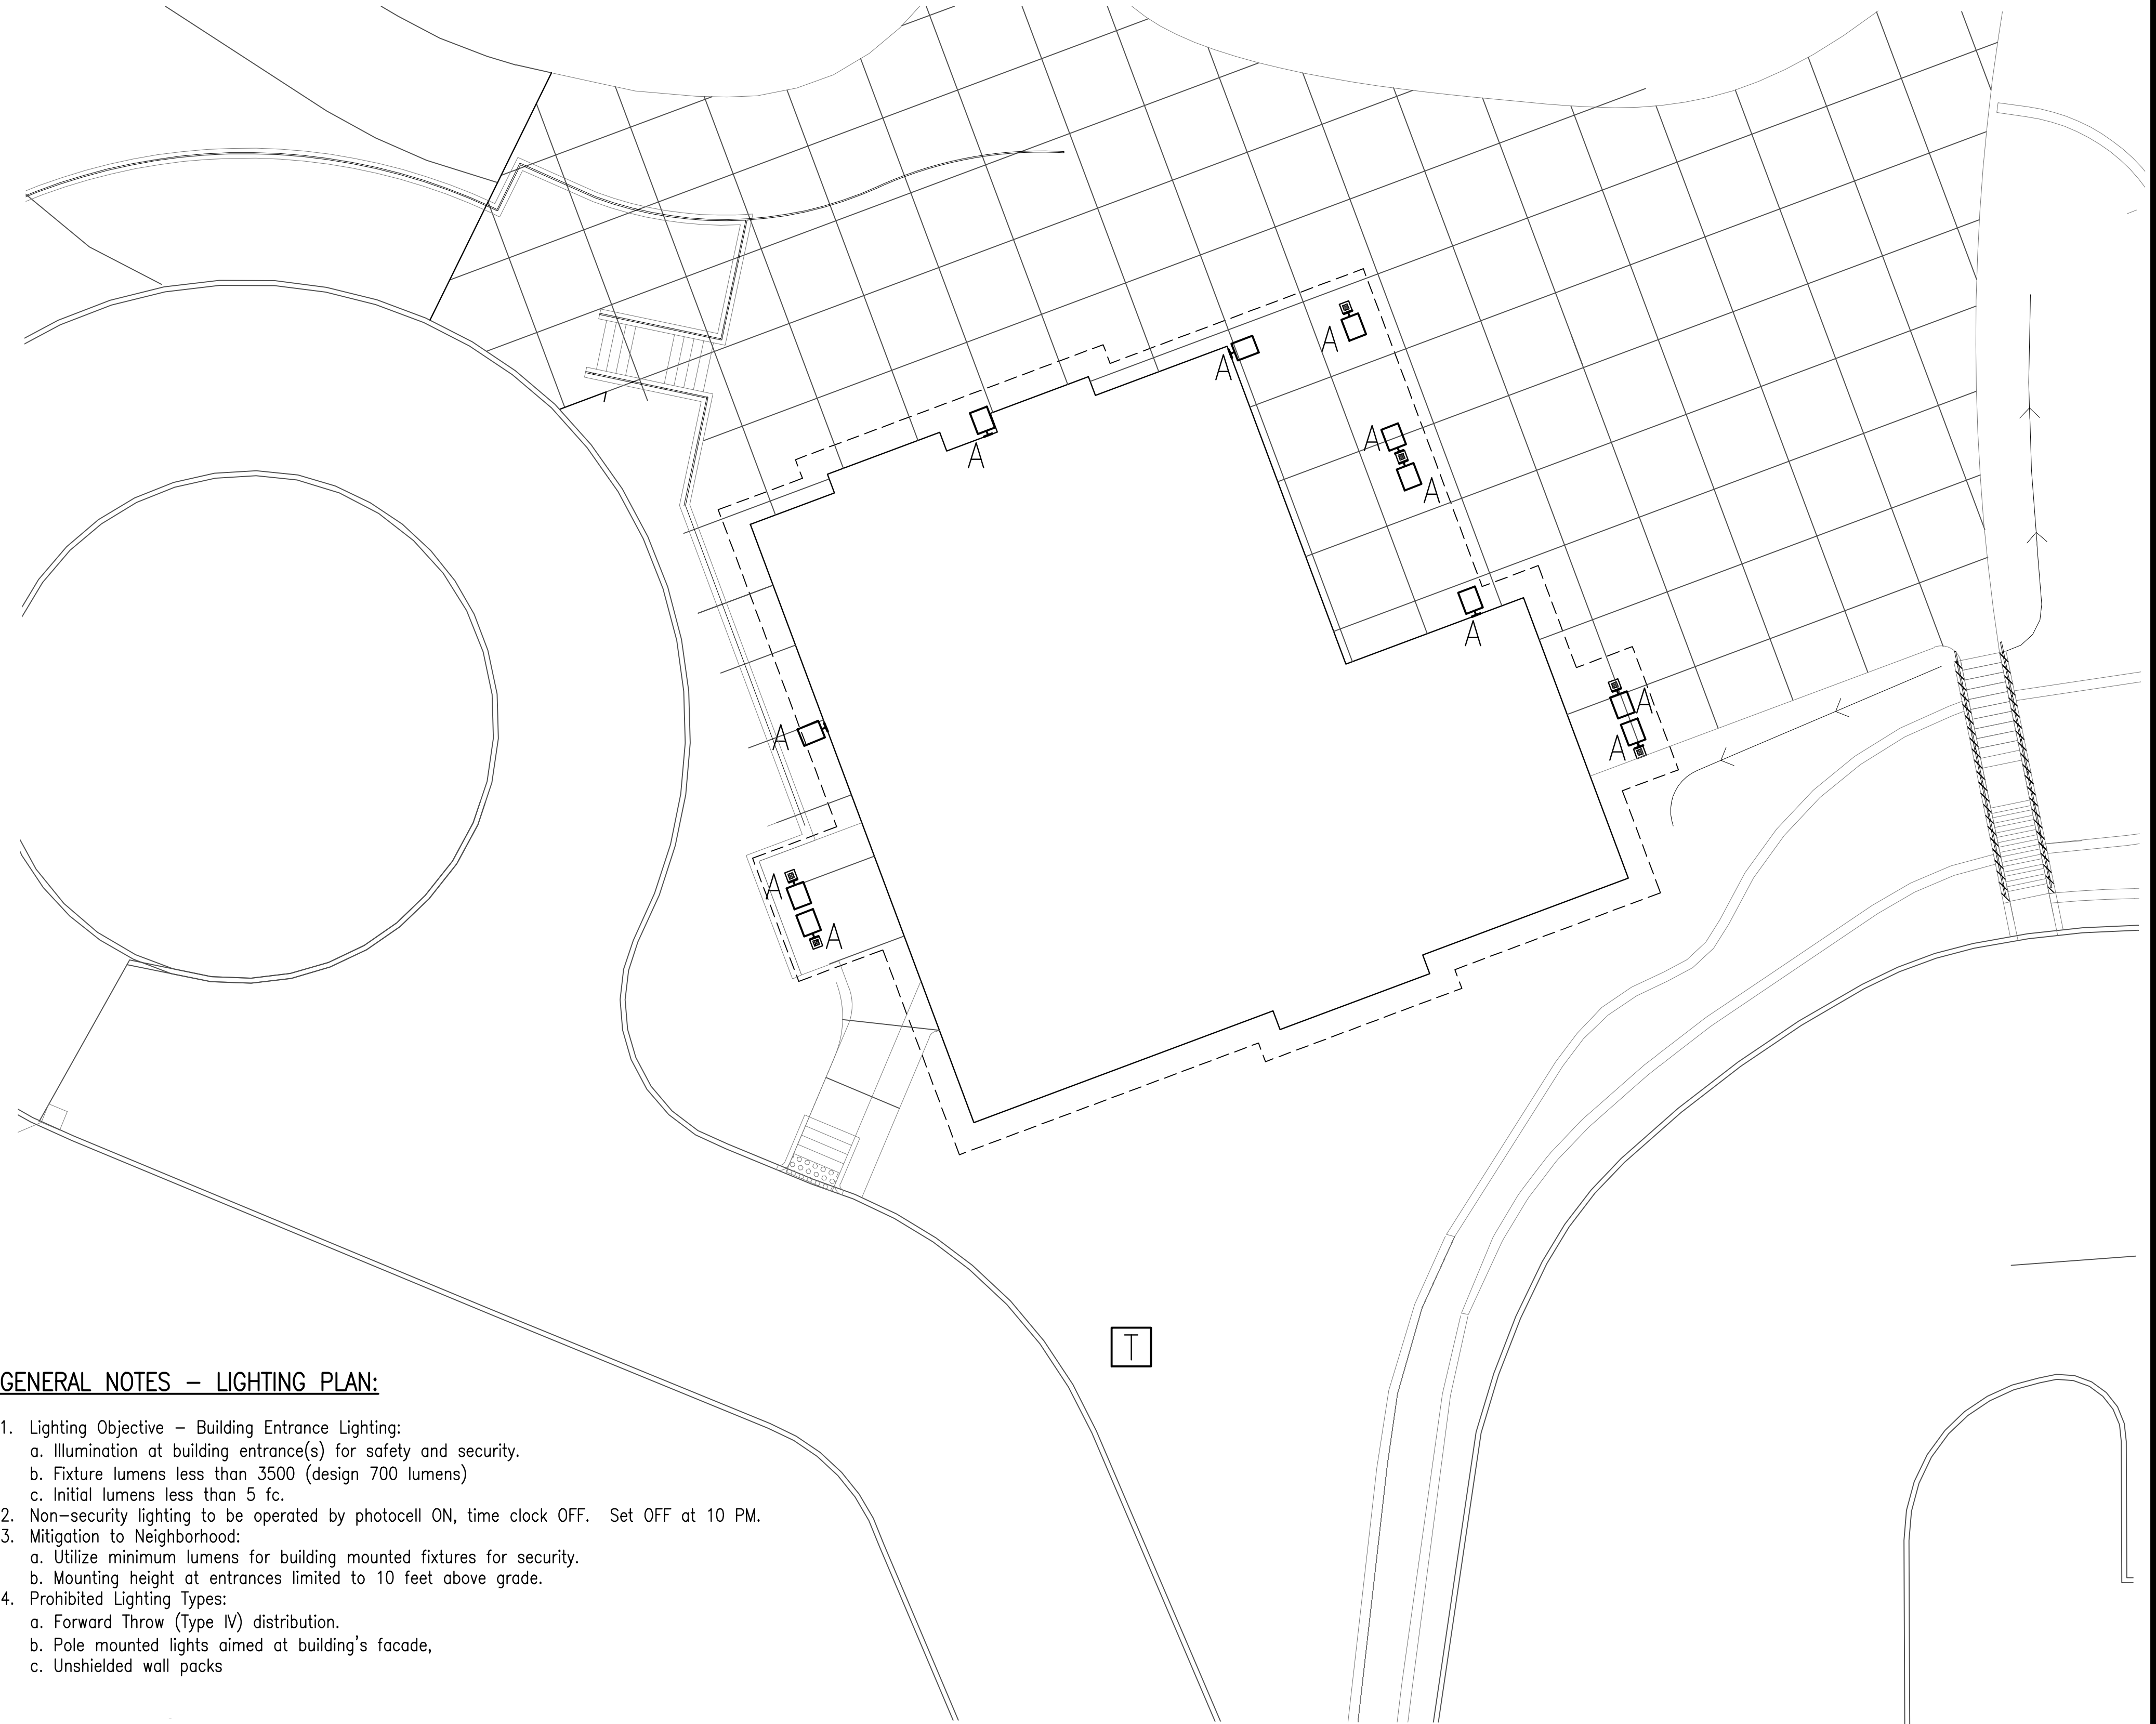 A
A
A
A
A
A
A
A
A
A
A
A
T
GENERAL NOTES – LIGHTING PLAN:
1. Lighting Objective – Building Entrance Lighting:
a. Illumination at building entrance(s) for safety and security.
b. Fixture lumens less than 3500 (design 700 lumens)
c. Initial lumens less than 5 fc.
2. Non–security lighting to be operated by photocell ON, time clock OFF. Set OFF at 10 PM.
3. Mitigation to Neighborhood:
a. Utilize minimum lumens for building mounted fixtures for security.
b. Mounting height at entrances limited to 10 feet above grade.
4. Prohibited Lighting Types:
a. Forward Throw (Type IV) distribution.
b. Pole mounted lights aimed at building's facade,
c. Unshielded wall packs